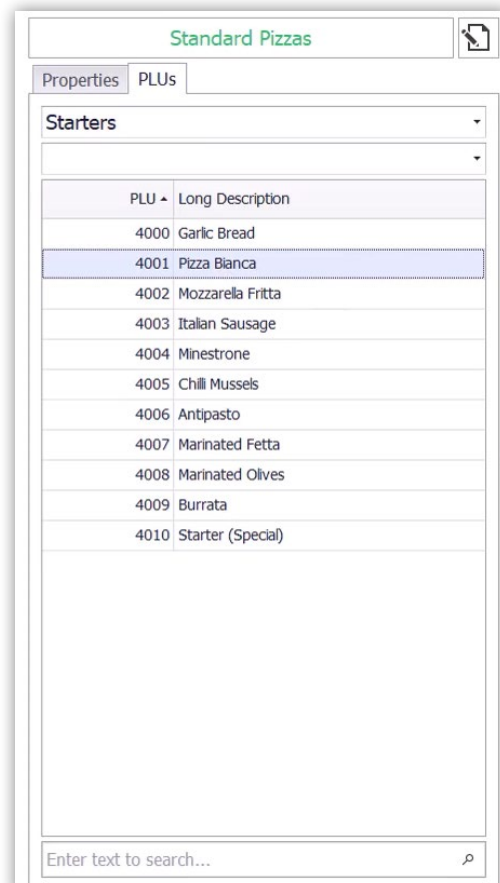 Standard Pizzas
Properties PLUs
Starters
PLU Long Description
4000 Garlic Bread
4001 Pizza Bianca
4002 Mozzarella Fritta
4003 Italian Sausage
4004 Minestrone
4005 Chilli Mussels
4006 Antipasto
4007 Marinated Fetta
4008 Marinated Olives
4009 Burrata
4010 Starter (Special)
Enter text to search...